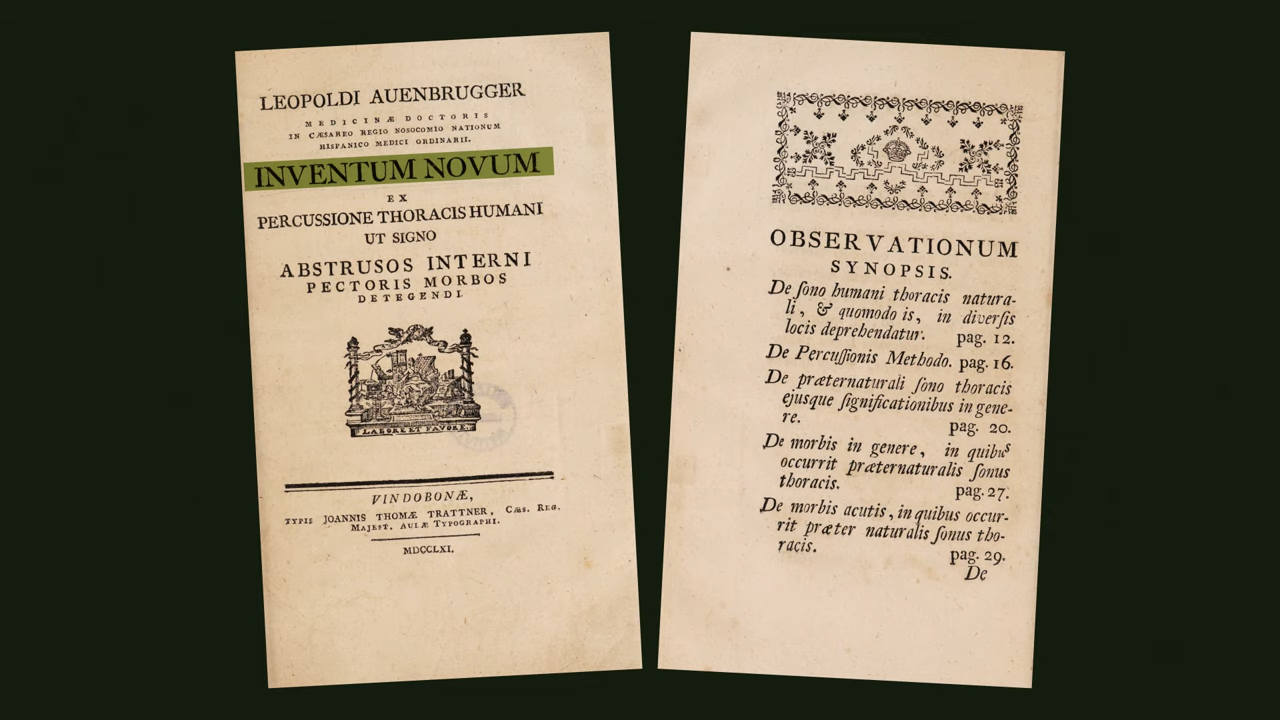 LEOPOLDI AUENBRUGGER
MEDICINÆ DOCTORIS
IN CÆSAREO REGIO NOSOCOMIO NATIONUM
HISPANICO MEDICI ORDINARII.
INVENTUM NOVUM
EX
PERCUSSIONE THORACIS HUMANI
UT SIGNO
ABSTRUSOS INTERNI
PECTORIS MORBOS
DETEGENDI.
LABORE ET FAVORE
VINDOBONÆ,
TYPIS JOANNIS THOMÆ TRATTNER, CÆS. REG.
MAJEST. AULÆ TYPOGRAPHI.
MDCCLXI.
OBSERVATIONUM
SYNOPSIS.
De ſono humani thoracis natura-
li, & quomodo is, in diverſis
locis deprehendatur. pag. 12.
De Percuſſionis Methodo. pag. 16.
De præternaturali ſono thoracis
ejusque ſignificationibus in gene-
re. pag. 20.
De morbis in genere, in quibus
occurrit præternaturalis ſonus
thoracis. pag. 27.
De morbis acutis, in quibus occur-
rit præter naturalis ſonus tho-
racis. pag. 29.
De